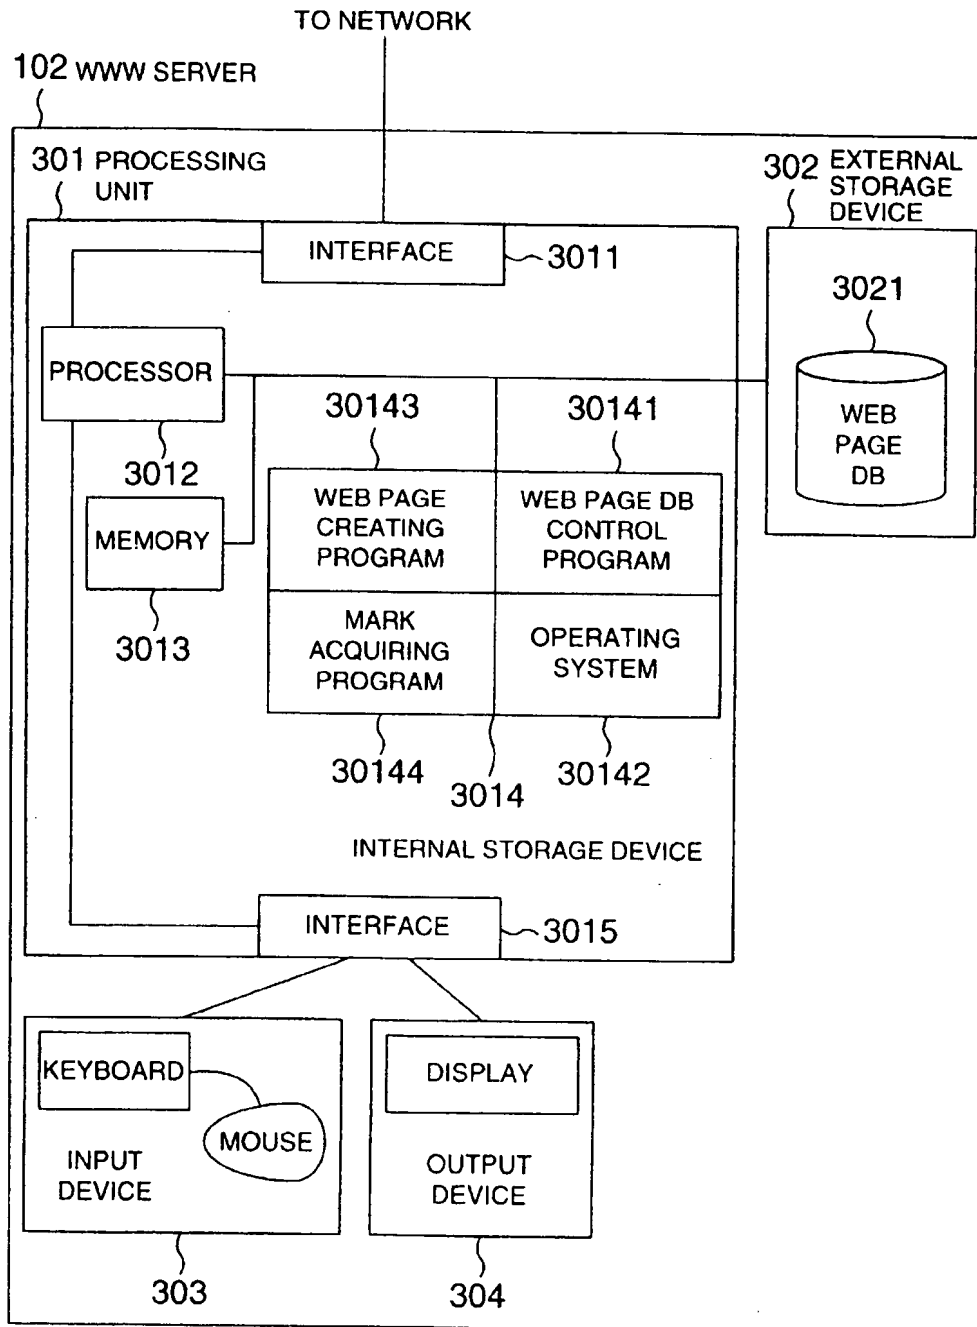 TO NETWORK
102 WWW SERVER
301 PROCESSING
UNIT
302 EXTERNAL
STORAGE
DEVICE
INTERFACE
3011
3021
PROCESSOR
WEB
PAGE
DB
3012
30143
30141
MEMORY
3013
WEB PAGE
CREATING
PROGRAM
WEB PAGE DB
CONTROL
PROGRAM
MARK
ACQUIRING
PROGRAM
OPERATING
SYSTEM
30144
3014
30142
INTERNAL STORAGE DEVICE
INTERFACE
3015
KEYBOARD
MOUSE
INPUT
DEVICE
DISPLAY
OUTPUT
DEVICE
303
304